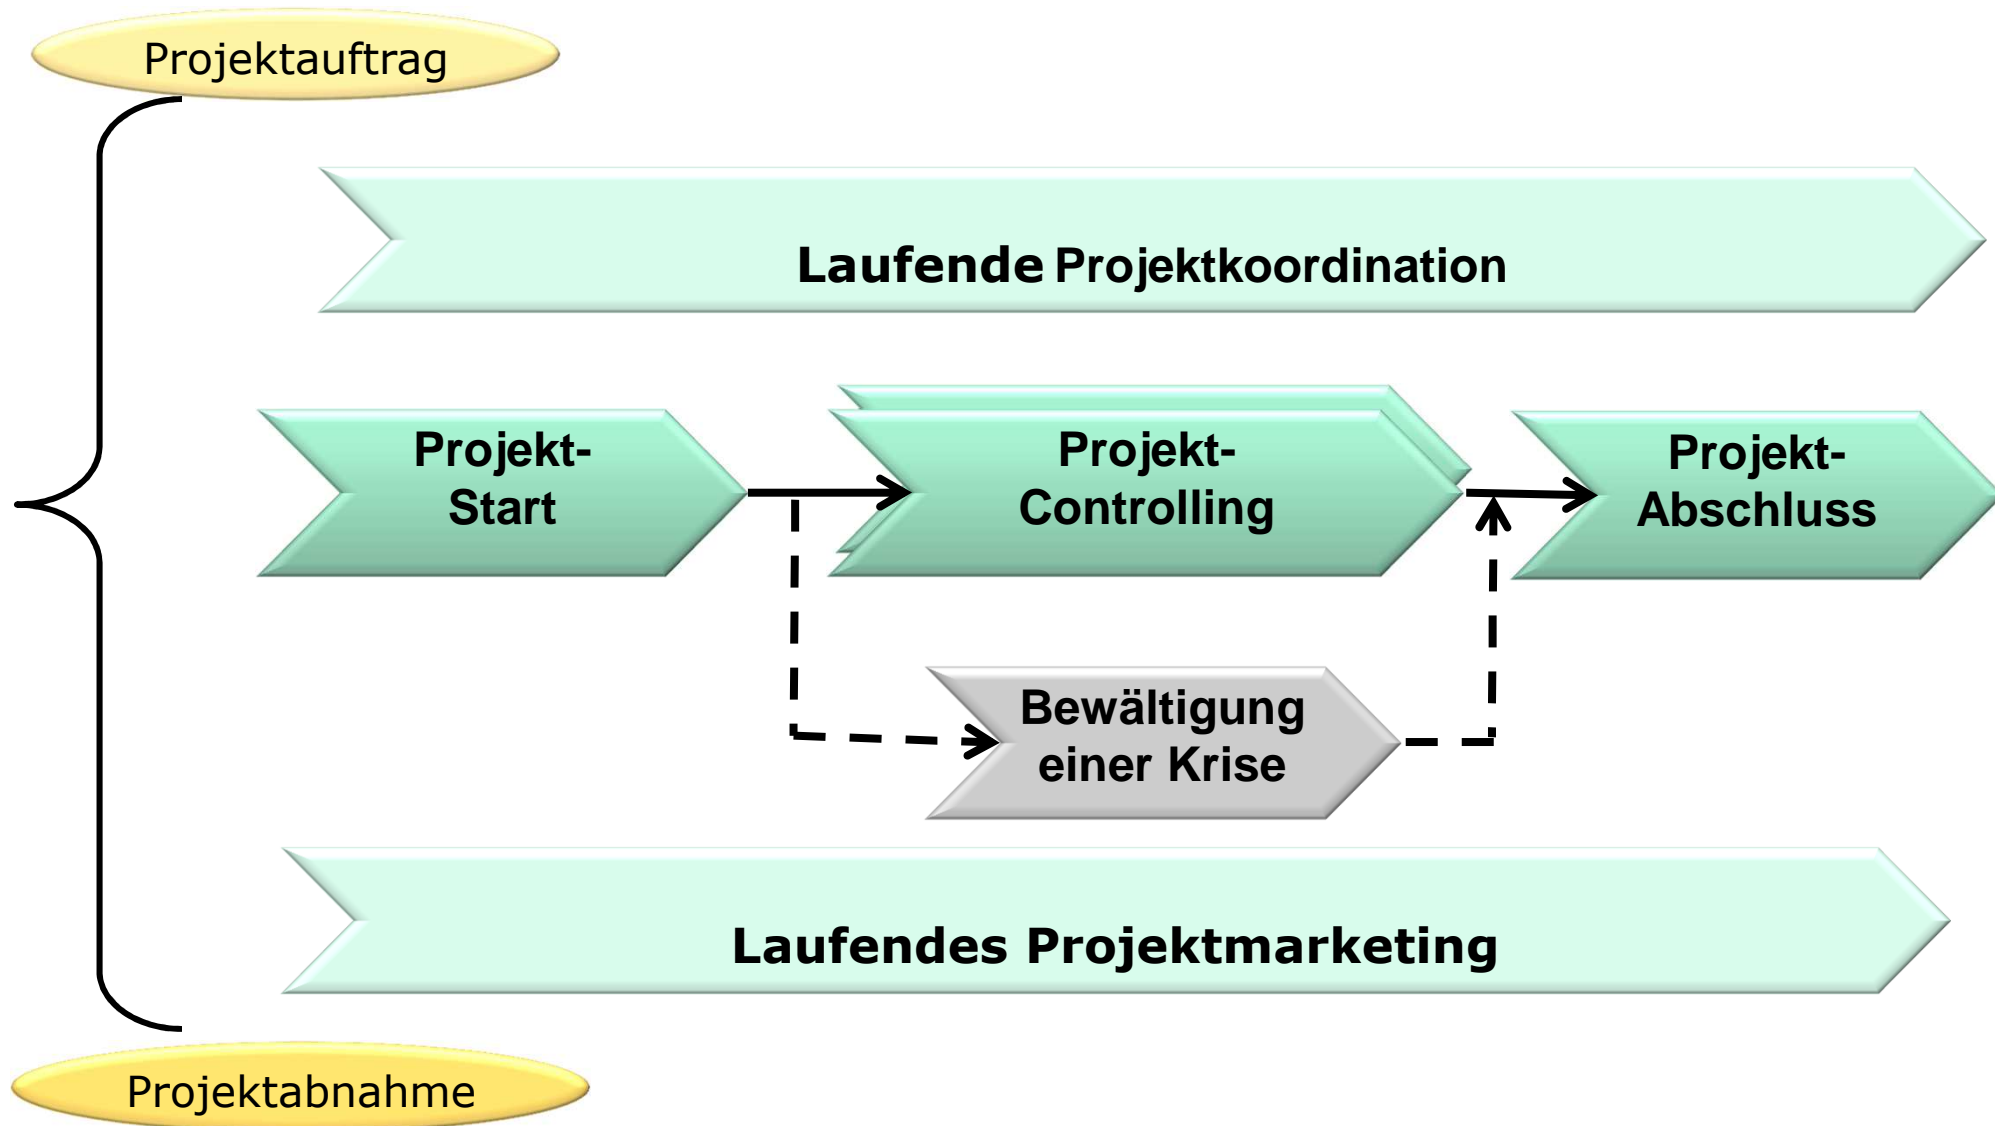 Projektauftrag
Laufende Projektkoordination
Projekt-
Start
Projekt-
Controlling
Projekt-
Abschluss
Bewältigung
einer Krise
Laufendes Projektmarketing
Projektabnahme